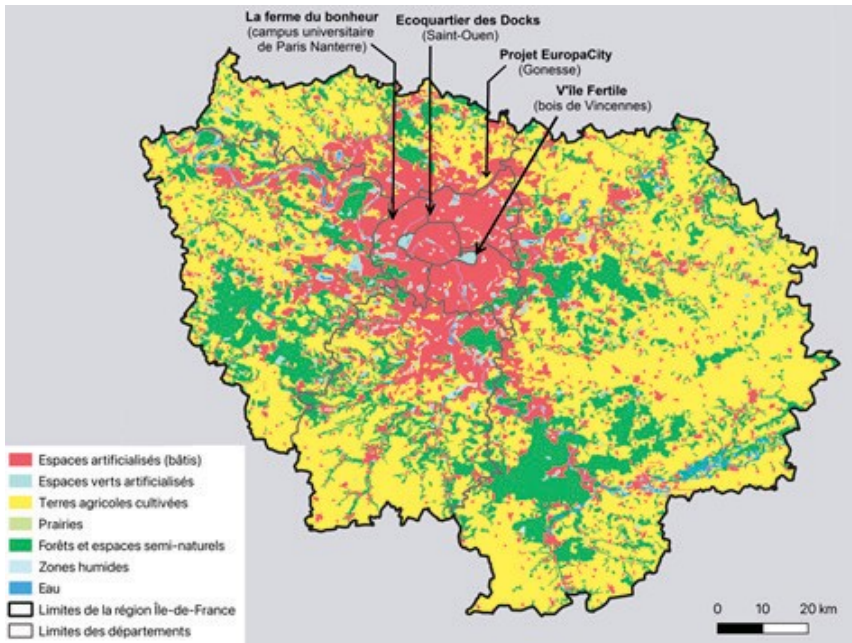 La ferme du bonheur
(campus universitaire
de Paris Nanterre)
Ecoquartier des Docks
(Saint-Ouen)
Projet EuropaCity
(Gonesse)
V'île Fertile
(bois de Vincennes)
Espaces artificialisés (bâtis)
Espaces verts artificialisés
Terres agricoles cultivées
Prairies
Forêts et espaces semi-naturels
Zones humides
Eau
Limites de la région Île-de-France
Limites des départements
0 10 20 km